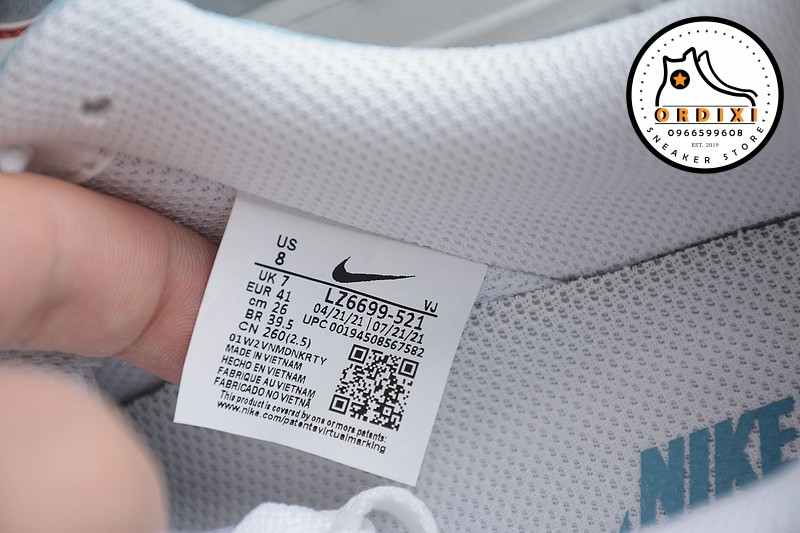 ORDIXI
0966599608
EST. 2019
SNEAKER STORE
US
8
UK 7
EUR 41
cm 26
BR 39.5
CN 260(2.5)
VJ
LZ6699-521
04/21/21 | 07/21/21
UPC 00194508567582
01W2VNMDNKRTY
MADE IN VIETNAM
HECHO EN VIETNAM
FABRIQUE AU VIETNAM
FABRICADO NO VIETNÃ
This product is covered by one or more patents:
www.nike.com/patentsvirtualmarking
NIKE